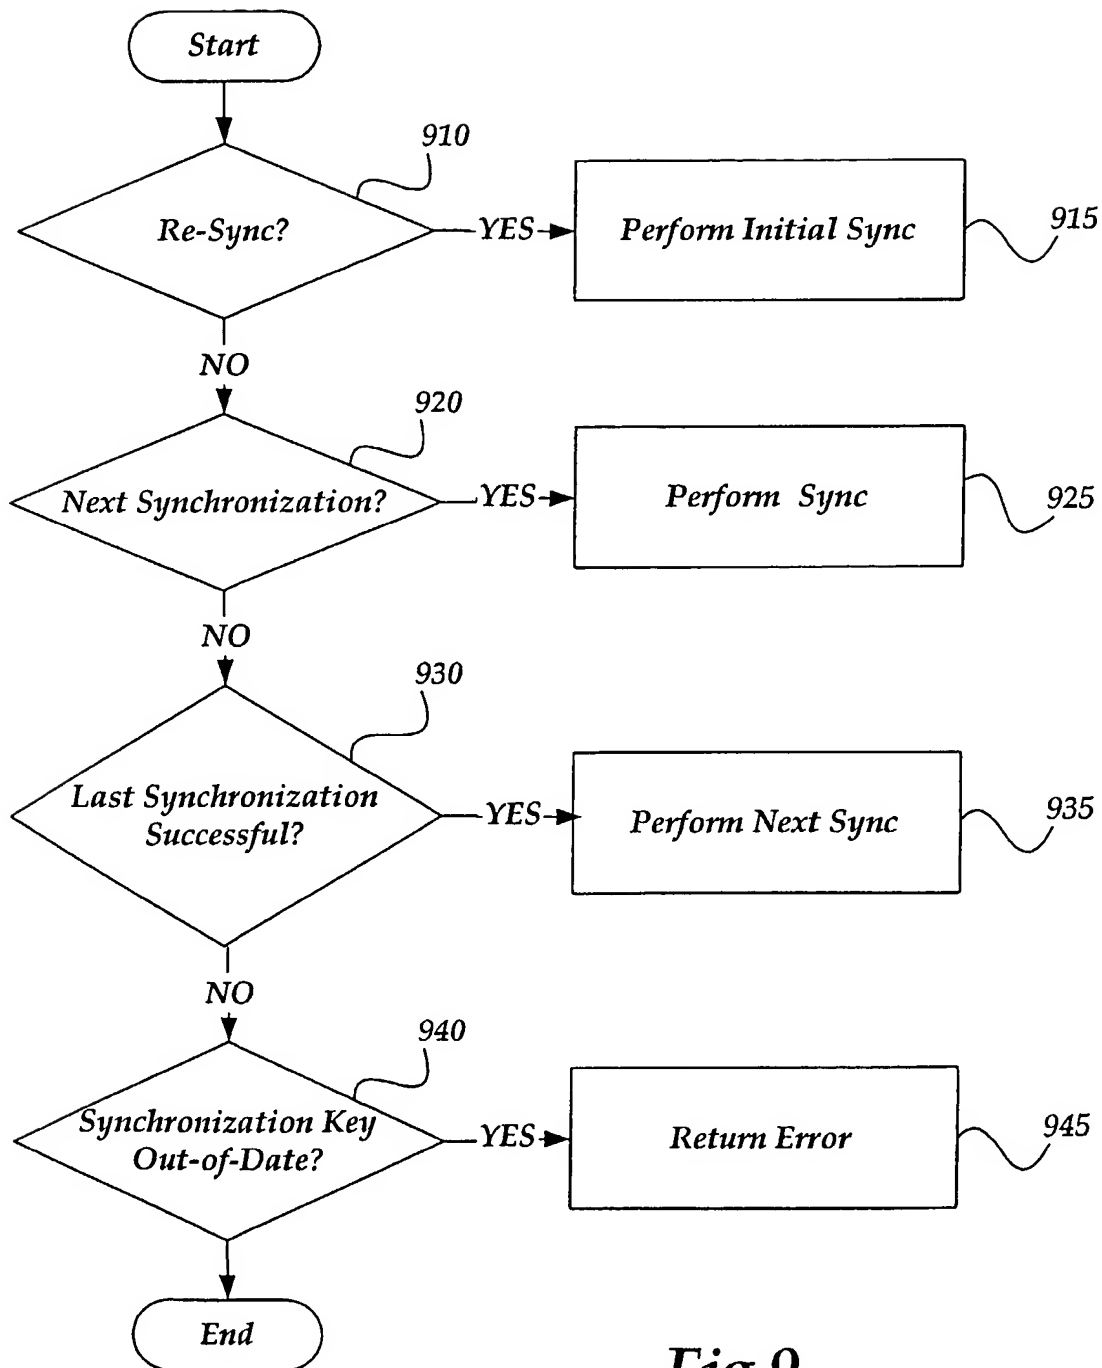 Start
910
Re-Sync?
YES
Perform Initial Sync
915
NO
920
Next Synchronization?
YES
Perform Sync
925
NO
930
Last Synchronization
Successful?
YES
Perform Next Sync
935
NO
940
Synchronization Key
Out-of-Date?
YES
Return Error
945
End
Fig 9